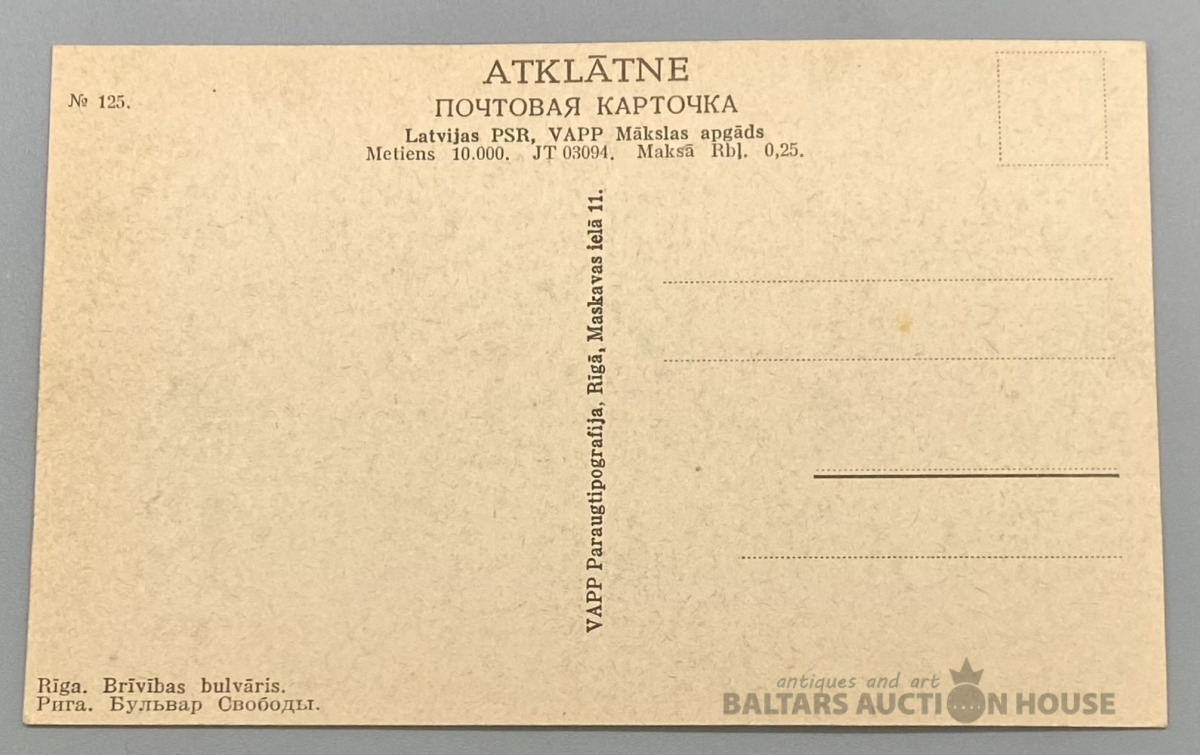 ATKLĀTNE
№ 125.
ПОЧТОВАЯ КАРТОЧКА
Latvijas PSR, VAPP Mākslas apgāds
Metiens 10.000. JT 03094. Maksā Rbļ. 0,25.
VAPP Paraugtipografija, Rīgā, Maskavas ielā 11.
Rīga. Brīvības bulvāris.
Рига. Бульвар Свободы.
antiques and art
BALTARS AUCTION HOUSE